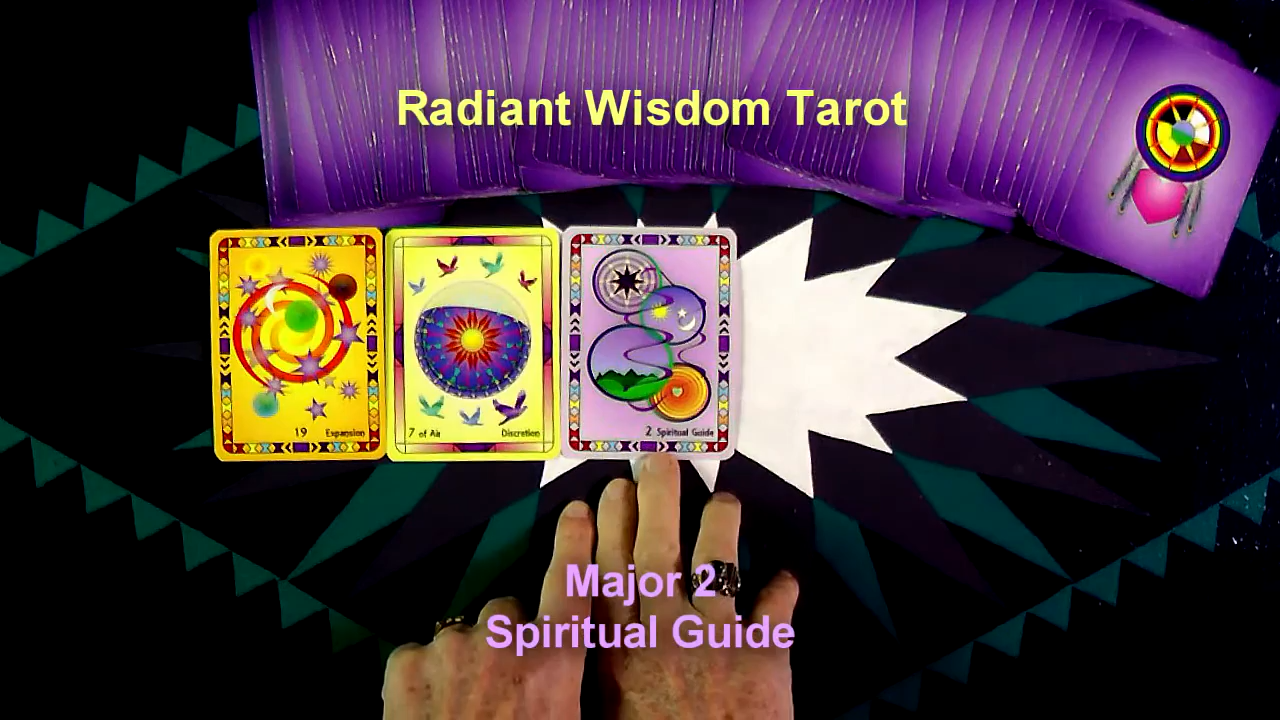 Radiant Wisdom Tarot
19 Expansion
7 of Air Discretion
2 Spiritual Guide
Major 2
Spiritual Guide